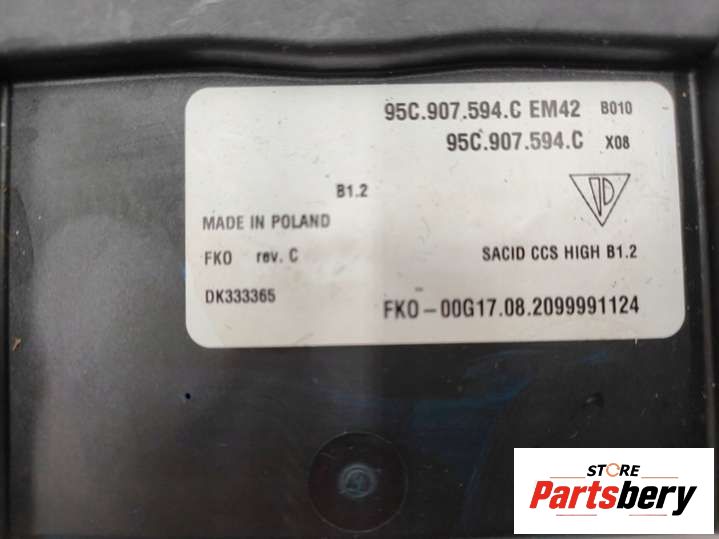 95C.907.594.C EM42 B010
95C.907.594.C X08
B1.2
MADE IN POLAND
FKO rev. C
SACID CCS HIGH B1.2
DK333365
FKO-00G17.08.2099991124
STORE
Partsbery